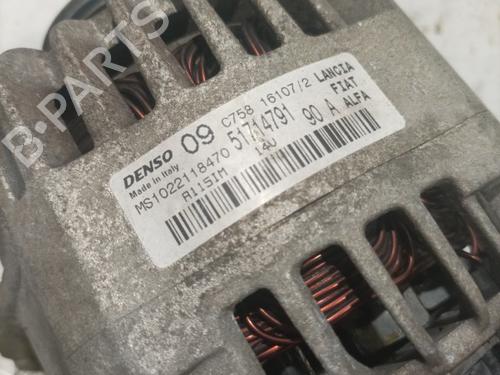 DENSO 09 C758 16107/2 LANCIA
Made in Italy 51714791 90 A FIAT
MS1022118470 14V ALFA
A115IM
B-PARTS